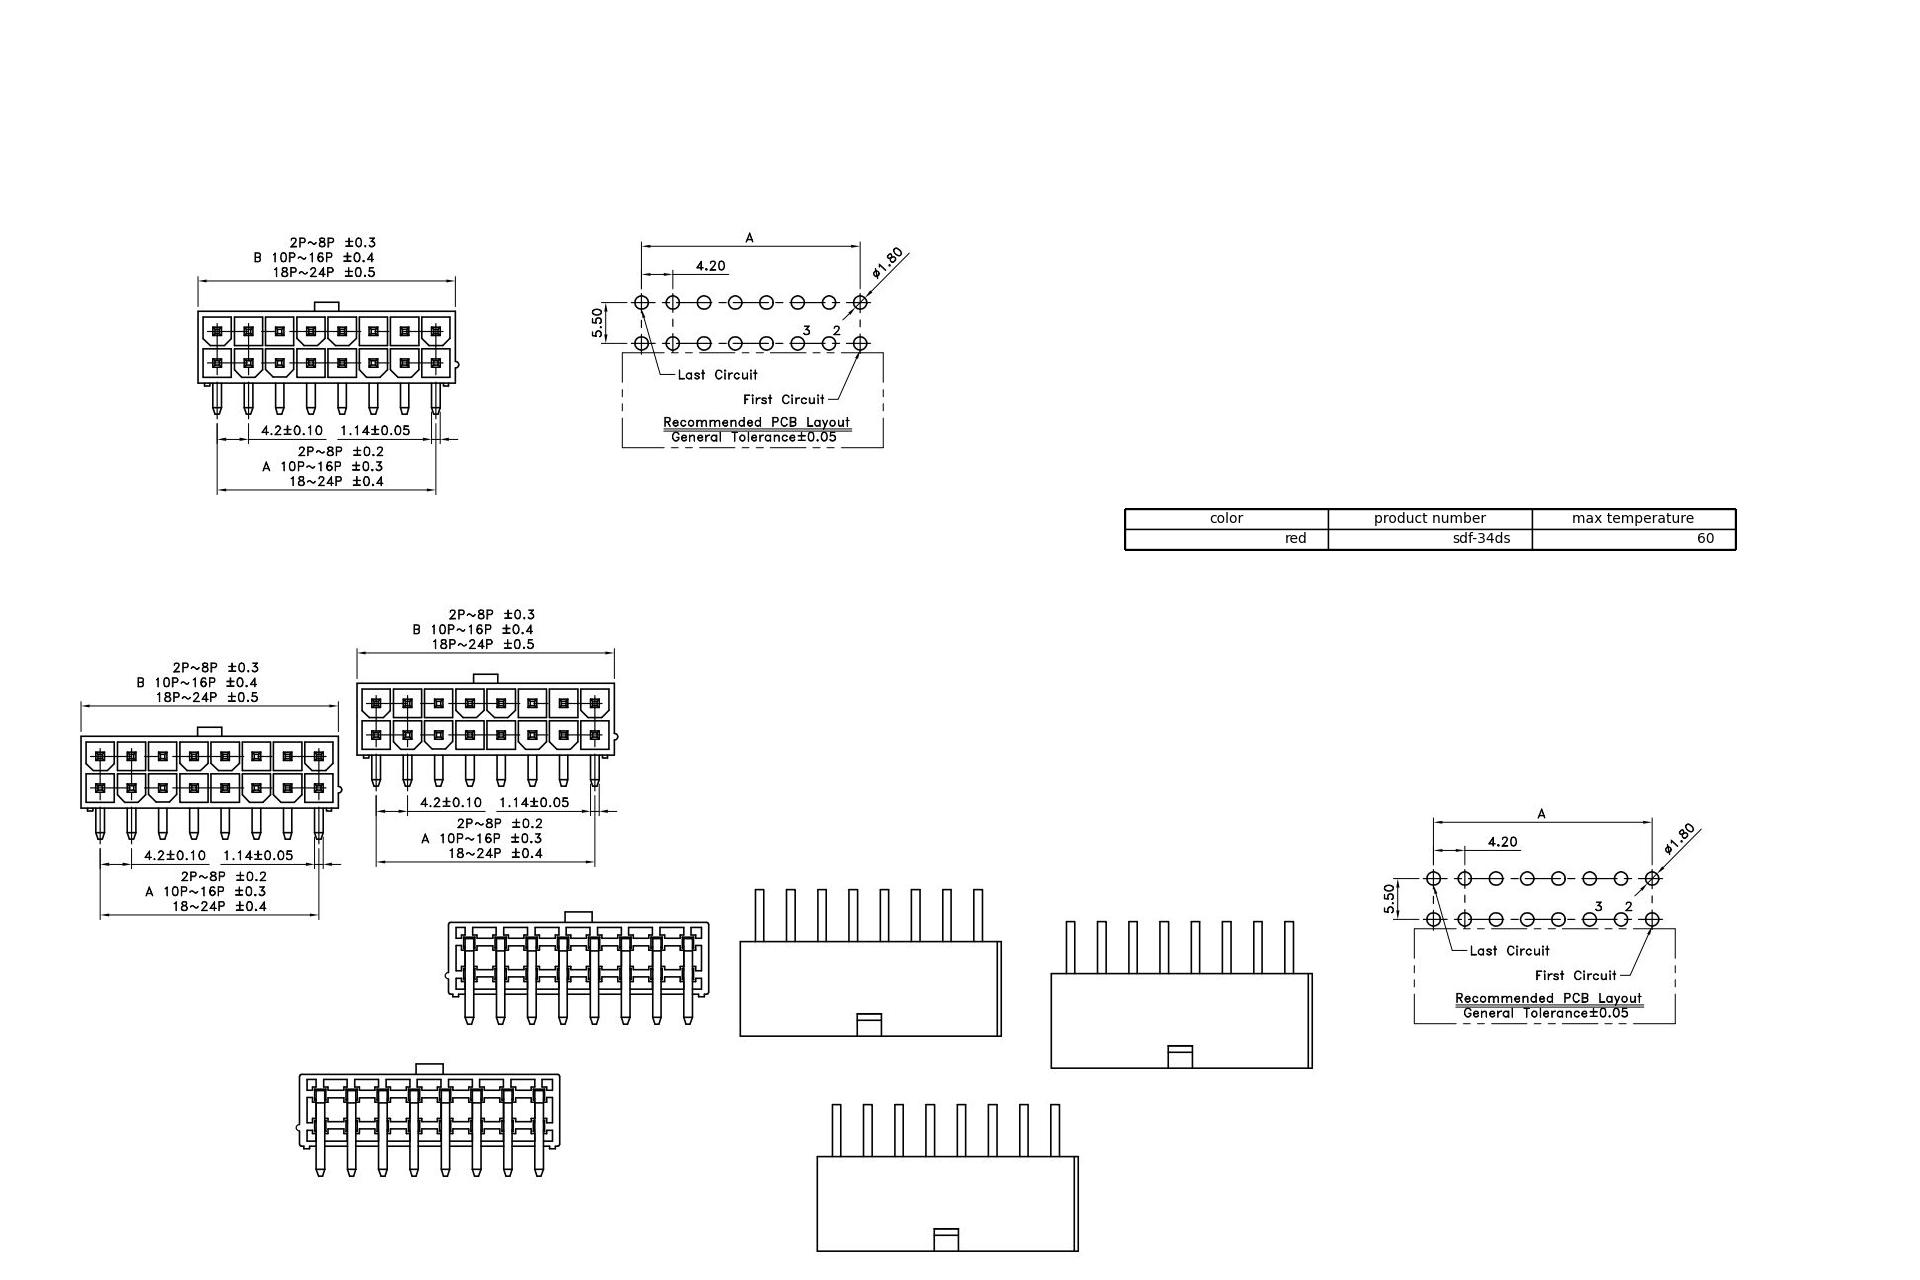 2P~8P ±0.3
B 10P~16P ±0.4
18P~24P ±0.5
4.2±0.10 1.14±0.05
2P~8P ±0.2
A 10P~16P ±0.3
18~24P ±0.4
A
4.20
ø1.80
5.50
3 2
Last Circuit
First Circuit
Recommended PCB Layout
General Tolerance±0.05
color product number max temperature
red sdf-34ds 60
2P~8P ±0.3
B 10P~16P ±0.4
18P~24P ±0.5
4.2±0.10 1.14±0.05
2P~8P ±0.2
A 10P~16P ±0.3
18~24P ±0.4
2P~8P ±0.3
B 10P~16P ±0.4
18P~24P ±0.5
4.2±0.10 1.14±0.05
2P~8P ±0.2
A 10P~16P ±0.3
18~24P ±0.4
A
4.20
ø1.80
5.50
3 2
Last Circuit
First Circuit
Recommended PCB Layout
General Tolerance±0.05